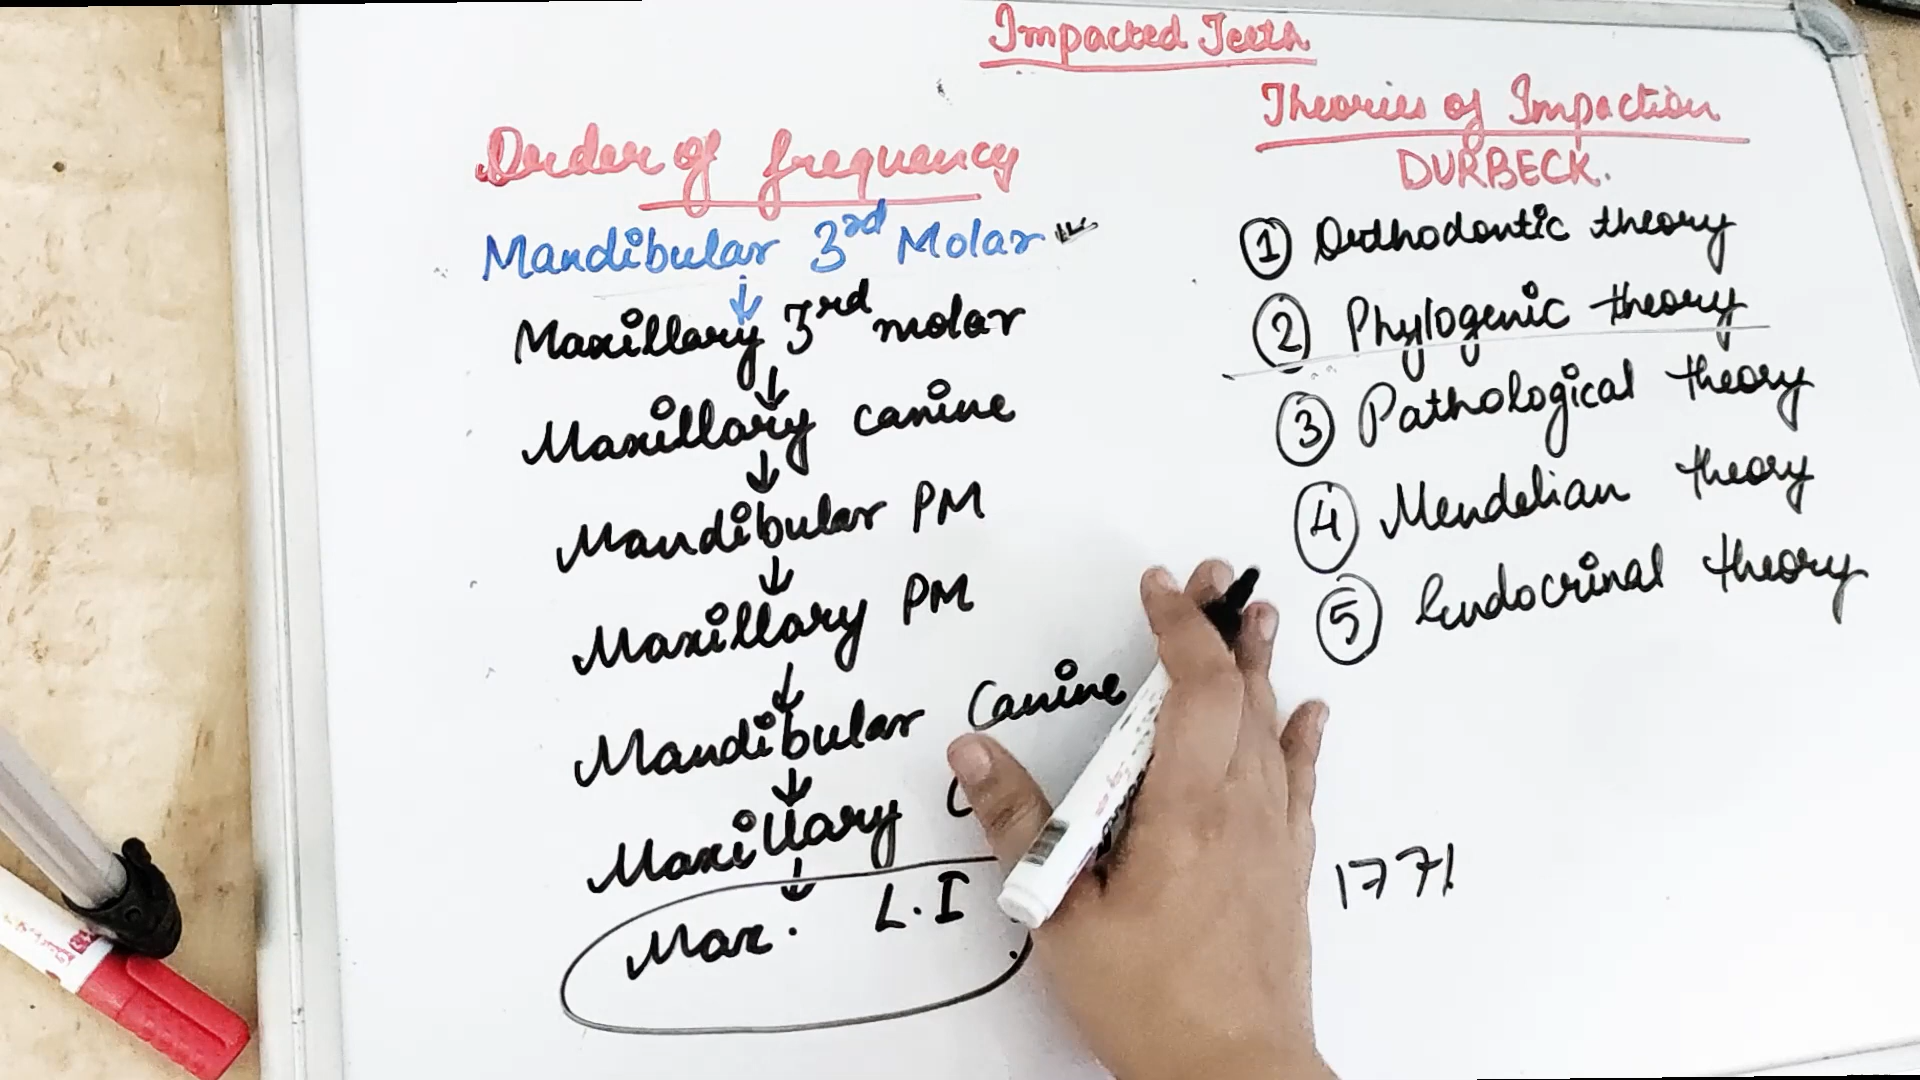 Impacted Teeth
Order of frequency
Mandibular 3rd Molar
Maxillary 3rd molar
Maxillary canine
Mandibular PM
Maxillary PM
Mandibular Canine
Maxillary
Max. L.I
Theories of Impaction
DURBECK.
① Orthodontic theory
② Phylogenic theory
③ Pathological theory
④ Mendelian theory
⑤ Endocrinal theory
1771